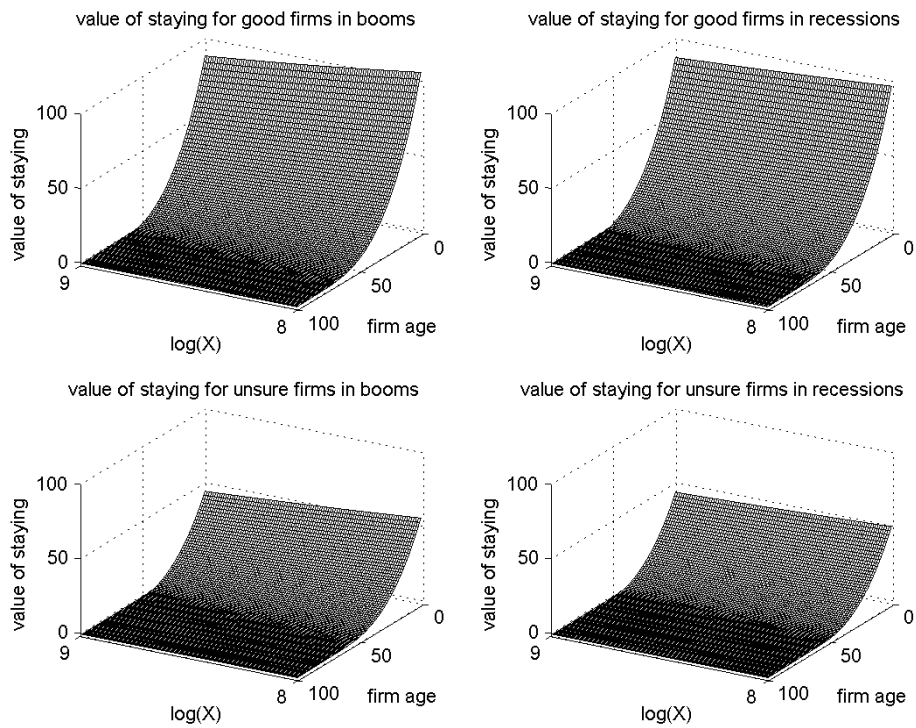 value of staying for good firms in booms
value of staying
100
50
0
9
8
log(X)
100
50
0
firm age
value of staying for good firms in recessions
value of staying
100
50
0
9
8
log(X)
100
50
0
firm age
value of staying for unsure firms in booms
value of staying
100
50
0
9
8
log(X)
100
50
0
firm age
value of staying for unsure firms in recessions
value of staying
100
50
0
9
8
log(X)
100
50
0
firm age